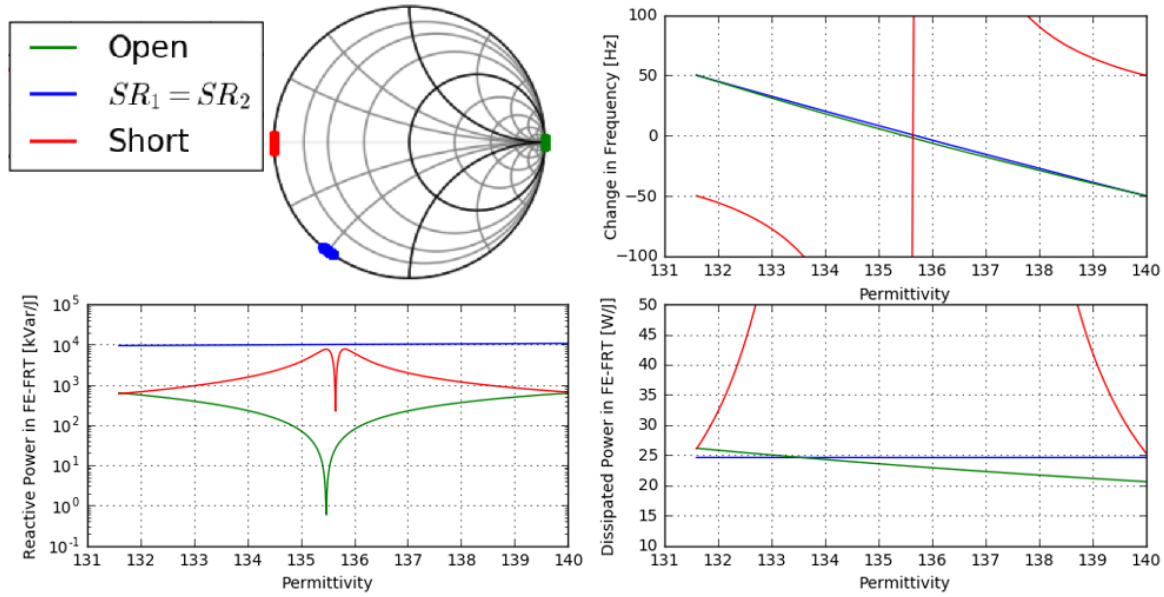 Open
SR₁ = SR₂
Short
Change in Frequency [Hz]
100
50
0
−50
−100
131 132 133 134 135 136 137 138 139 140
Permittivity
Reactive Power in FE-FRT [kVar/J]
10⁵
10⁴
10³
10²
10¹
10⁰
10⁻¹
131 132 133 134 135 136 137 138 139 140
Permittivity
Dissipated Power in FE-FRT [W/J]
50
45
40
35
30
25
20
15
10
131 132 133 134 135 136 137 138 139 140
Permittivity